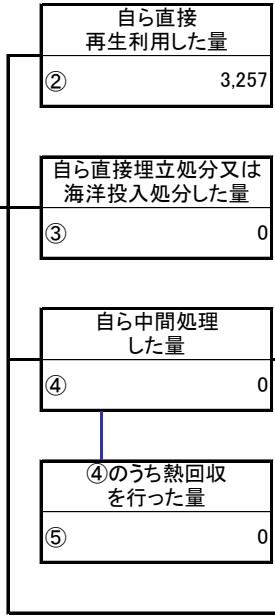 自ら直接
再生利用した量
② 3,257
自ら直接埋立処分又は
海洋投入処分した量
③ 0
自ら中間処理
した量
④ 0
④のうち熱回収
を行った量
⑤ 0